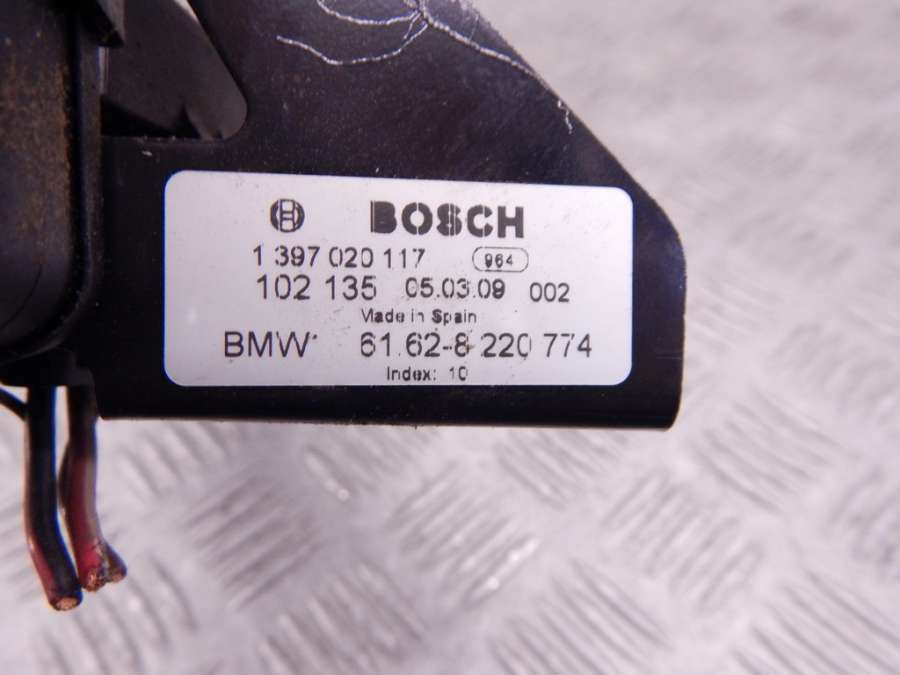 BOSCH
1 397 020 117 964
102 135 05.03.09 002
Made in Spain
BMW 61.62-8 220 774
Index: 10